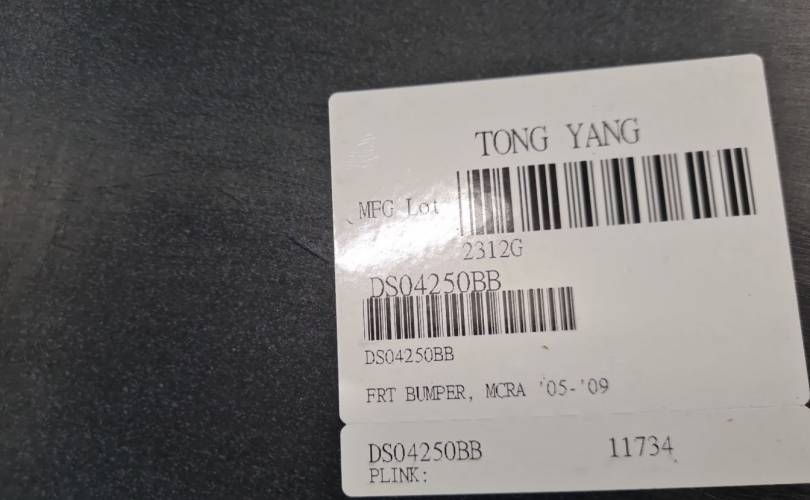 TONG YANG
MFG Lot
2312G
DS04250BB
DS04250BB
FRT BUMPER, MCRA '05-'09
DS04250BB 11734
PLINK: